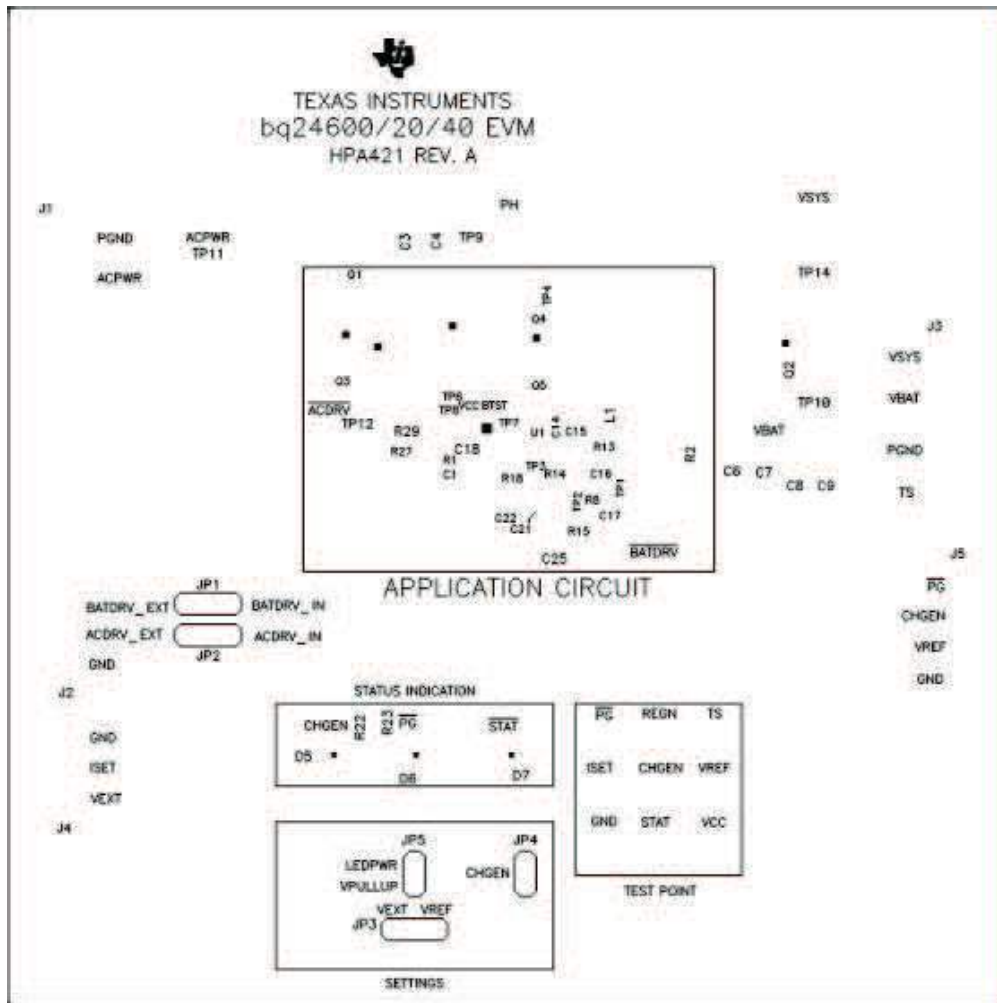 TEXAS INSTRUMENTS
bq24600/20/40 EVM
HPA421 REV. A
J1
PH
VSYS
PGND
ACPWR
TP11
C3
C4
TP9
ACPWR
Q1
TP14
TP4
Q4
J3
VSYS
Q3
Q5
Q2
ACDRV
TP12
TP6
TP8
VCC
BTST
TP7
TP10
VBAT
R29
U1
C14
C15
L1
VBAT
R27
C18
R13
R2
PGND
R1
C1
TP3
R18
R14
C16
C6
C7
C8
C9
TS
TP2
R8
TP1
C22
C21
C17
R15
C25
BATDRV
J5
APPLICATION CIRCUIT
PG
CHGEN
VREF
GND
JP1
BATDRV_EXT
BATDRV_IN
ACDRV_EXT
ACDRV_IN
JP2
GND
J2
GND
ISET
VEXT
J4
STATUS INDICATION
CHGEN
R22
R23
PG
STAT
D5
D6
D7
PG REGN TS
ISET CHGEN VREF
GND STAT VCC
TEST POINT
JP5
JP4
LEDPWR
VPULLUP
CHGEN
VEXT VREF
JP3
SETTINGS